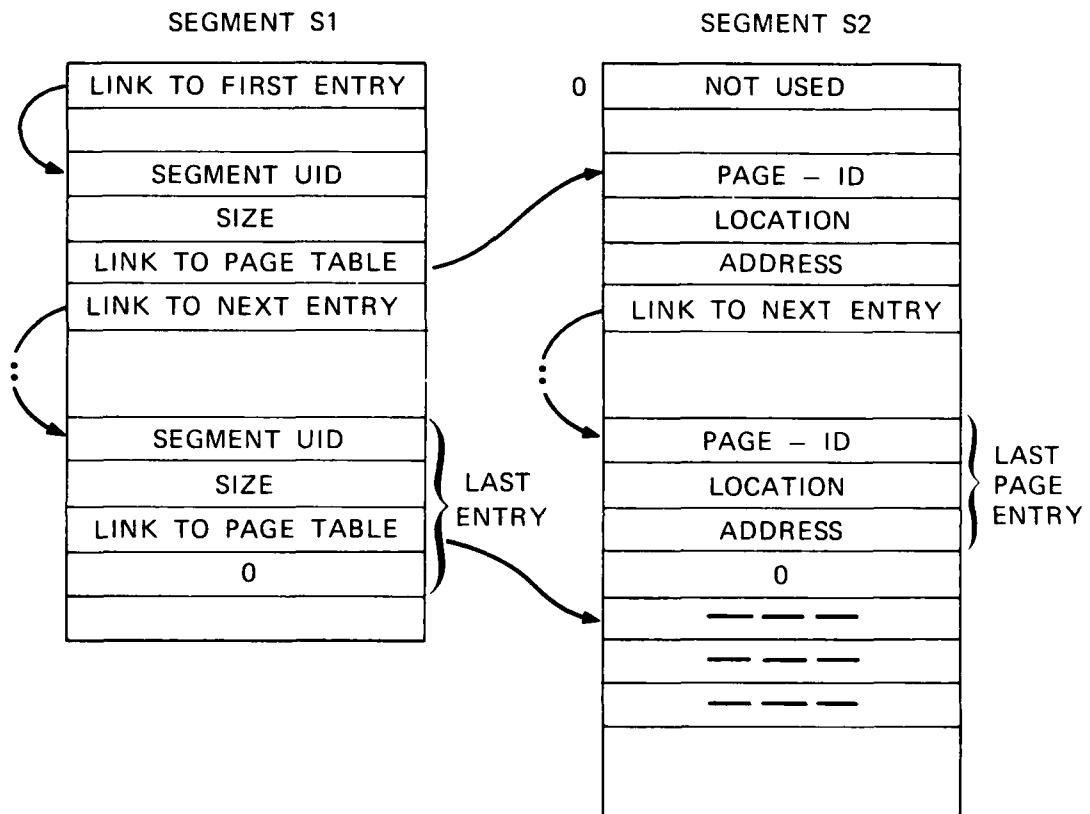 SEGMENT S1
LINK TO FIRST ENTRY
SEGMENT UID
SIZE
LINK TO PAGE TABLE
LINK TO NEXT ENTRY
SEGMENT UID
SIZE
LINK TO PAGE TABLE
0
LAST
ENTRY
SEGMENT S2
0
NOT USED
PAGE – ID
LOCATION
ADDRESS
LINK TO NEXT ENTRY
PAGE – ID
LOCATION
ADDRESS
0
LAST
PAGE
ENTRY